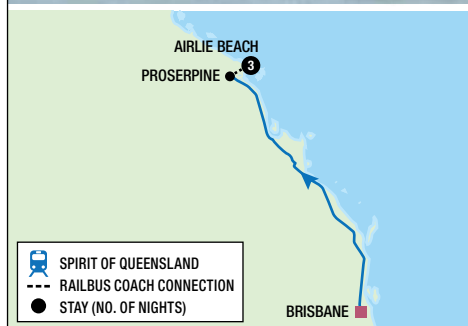 AIRLIE BEACH
3
PROSERPINE
SPIRIT OF QUEENSLAND
RAILBUS COACH CONNECTION
STAY (NO. OF NIGHTS)
BRISBANE